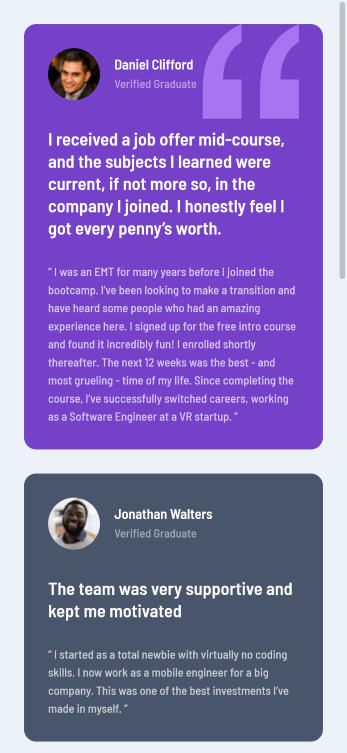 Daniel Clifford
Verified Graduate
I received a job offer mid-course,
and the subjects I learned were
current, if not more so, in the
company I joined. I honestly feel I
got every penny’s worth.
“ I was an EMT for many years before I joined the
bootcamp. I’ve been looking to make a transition and
have heard some people who had an amazing
experience here. I signed up for the free intro course
and found it incredibly fun! I enrolled shortly
thereafter. The next 12 weeks was the best - and
most grueling - time of my life. Since completing the
course, I’ve successfully switched careers, working
as a Software Engineer at a VR startup. ”
Jonathan Walters
Verified Graduate
The team was very supportive and
kept me motivated
“ I started as a total newbie with virtually no coding
skills. I now work as a mobile engineer for a big
company. This was one of the best investments I’ve
made in myself. ”